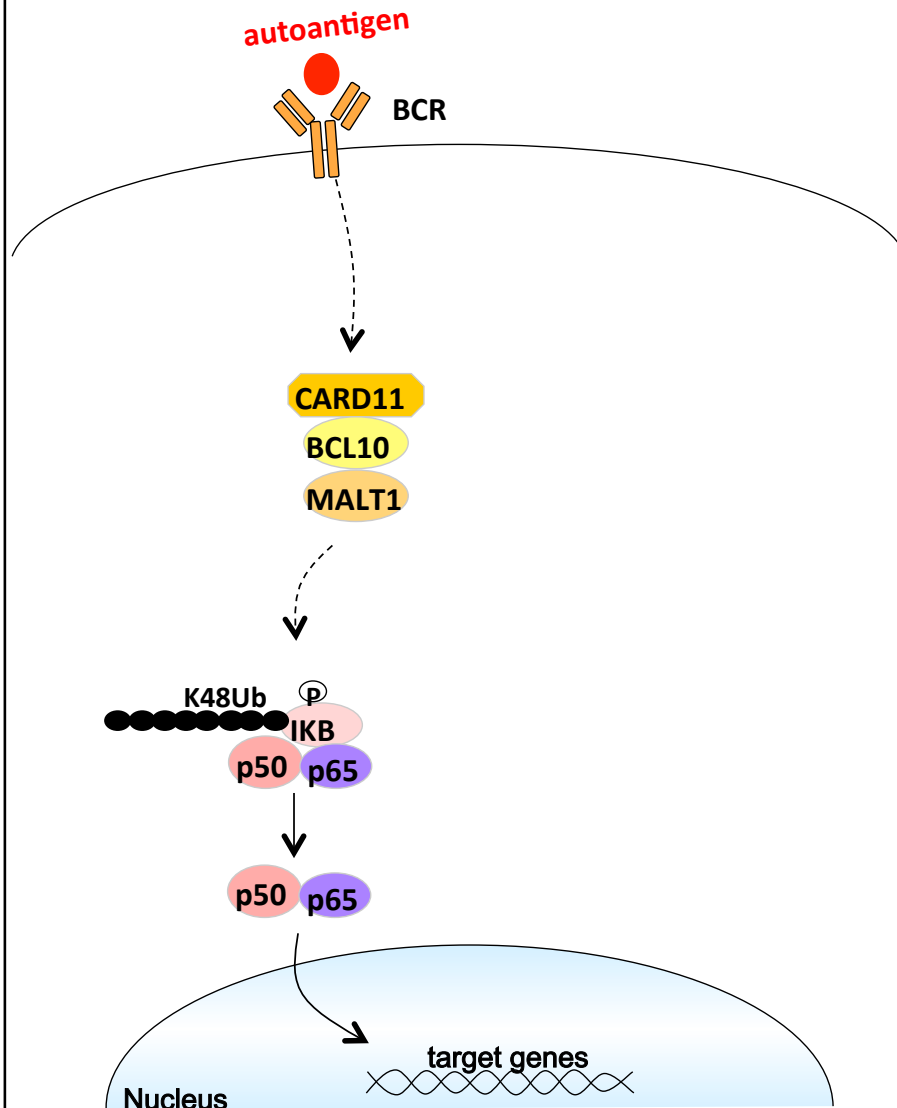 autoantigen
BCR
CARD11
BCL10
MALT1
K48Ub
P
IKB
p50
p65
p50
p65
target genes
Nucleus